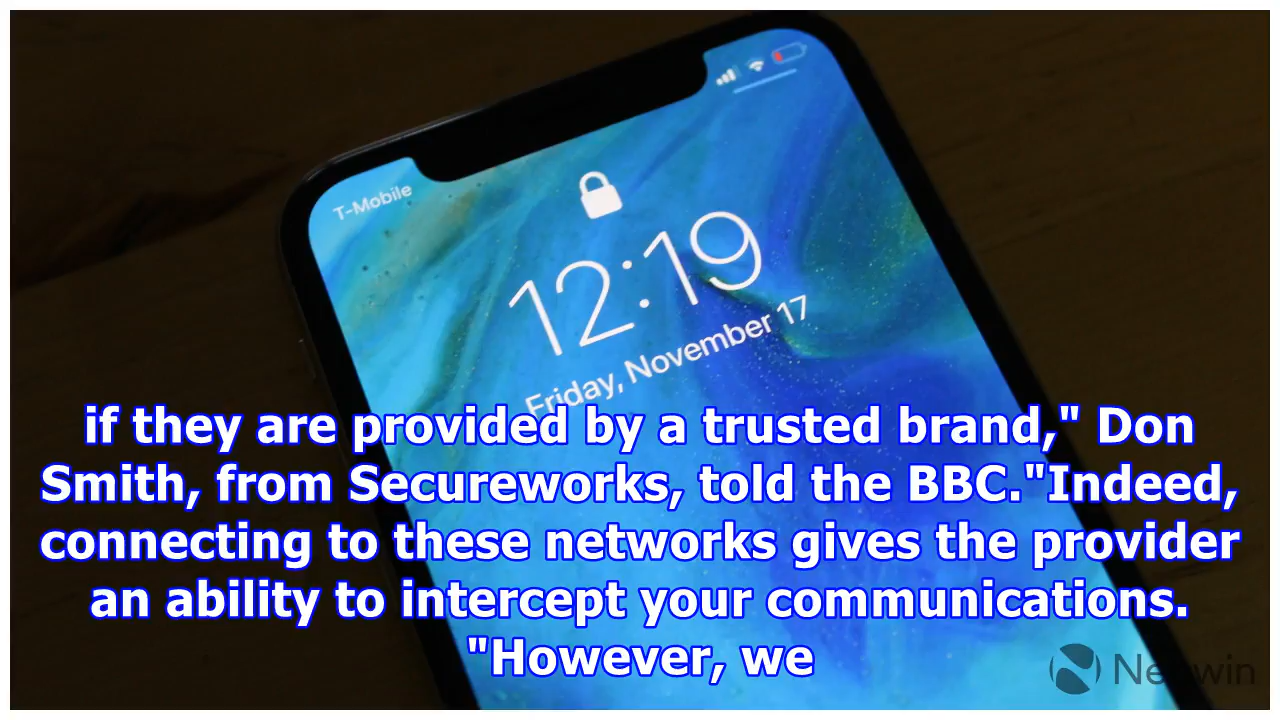 T-Mobile
12:19
Friday, November 17
if they are provided by a trusted brand," Don
Smith, from Secureworks, told the BBC."Indeed,
connecting to these networks gives the provider
an ability to intercept your communications.
"However, we
Neowin